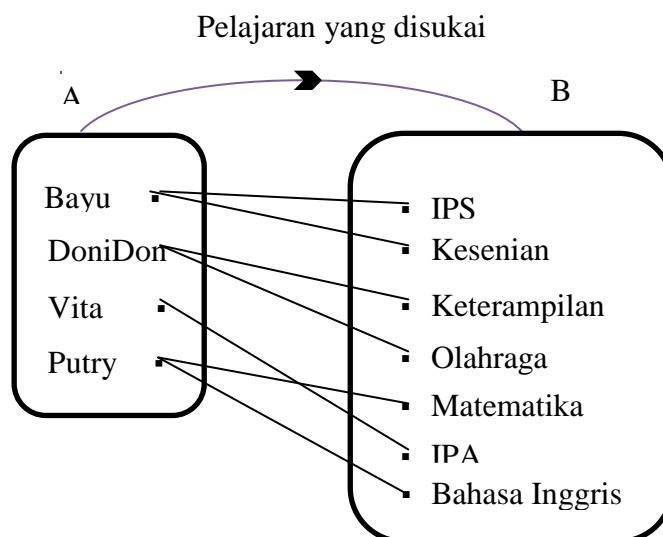 Pelajaran yang disukai
A
B
Bayu
DoniDon
Vita
Putry
IPS
Kesenian
Keterampilan
Olahraga
Matematika
IPA
Bahasa Inggris